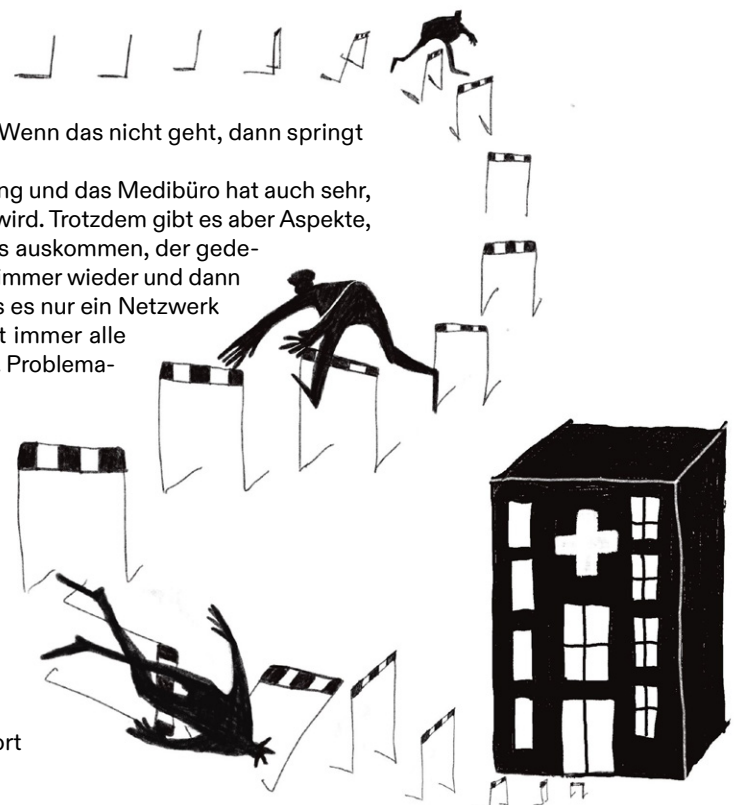 Wenn das nicht geht, dann springt
ng und das Medibüro hat auch sehr,
wird. Trotzdem gibt es aber Aspekte,
s auskommen, der gede-
immer wieder und dann
s es nur ein Netzwerk
t immer alle
Problema-
ort